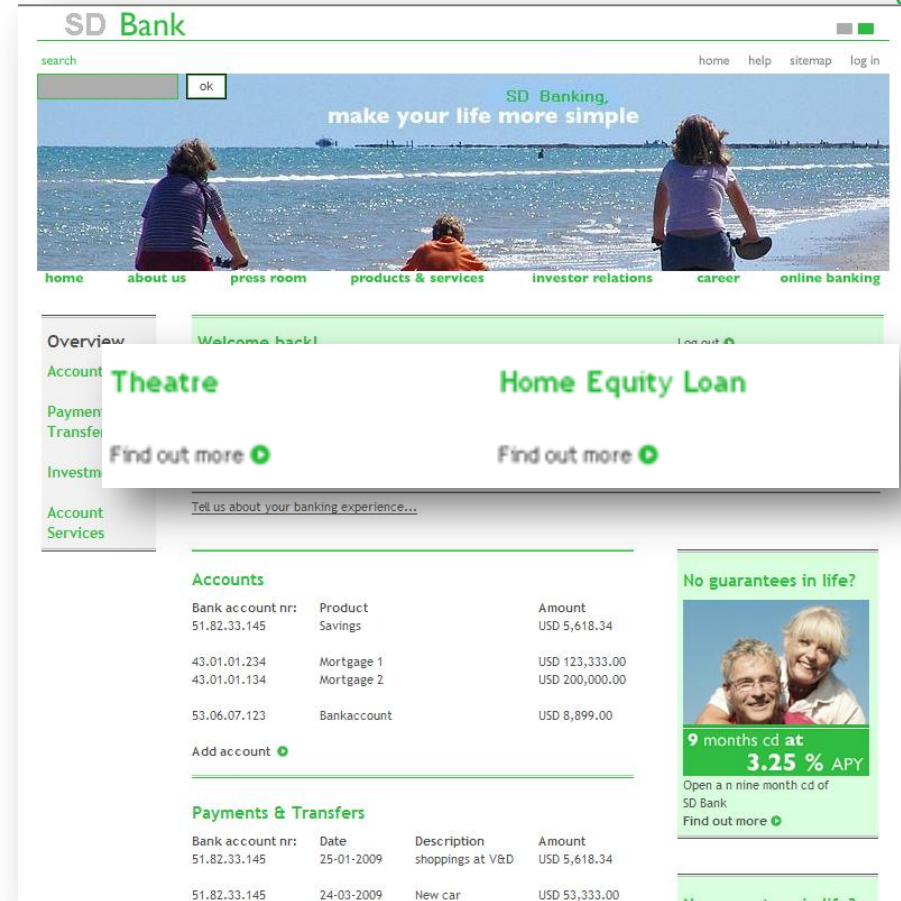 SD Bank
search
home help sitemap log in
ok
SD Banking,
make your life more simple
home about us press room products & services investor relations career online banking
Overview
Welcome back!
Log out
Account
Theatre
Home Equity Loan
Find out more
Find out more
Account
Services
Tell us about your banking experience...
Accounts
Bank account nr: Product Amount
51.82.33.145 Savings USD 5,618.34
43.01.01.234 Mortgage 1 USD 123,333.00
43.01.01.134 Mortgage 2 USD 200,000.00
53.06.07.123 Bankaccount USD 8,899.00
Add account
No guarantees in life?
9 months cd at
3.25 % APY
Open a n nine month cd of
SD Bank
Find out more
Payments & Transfers
Bank account nr: Date Description Amount
51.82.33.145 25-01-2009 shoppings at V&D USD 5,618.34
51.82.33.145 24-03-2009 New car USD 53,333.00